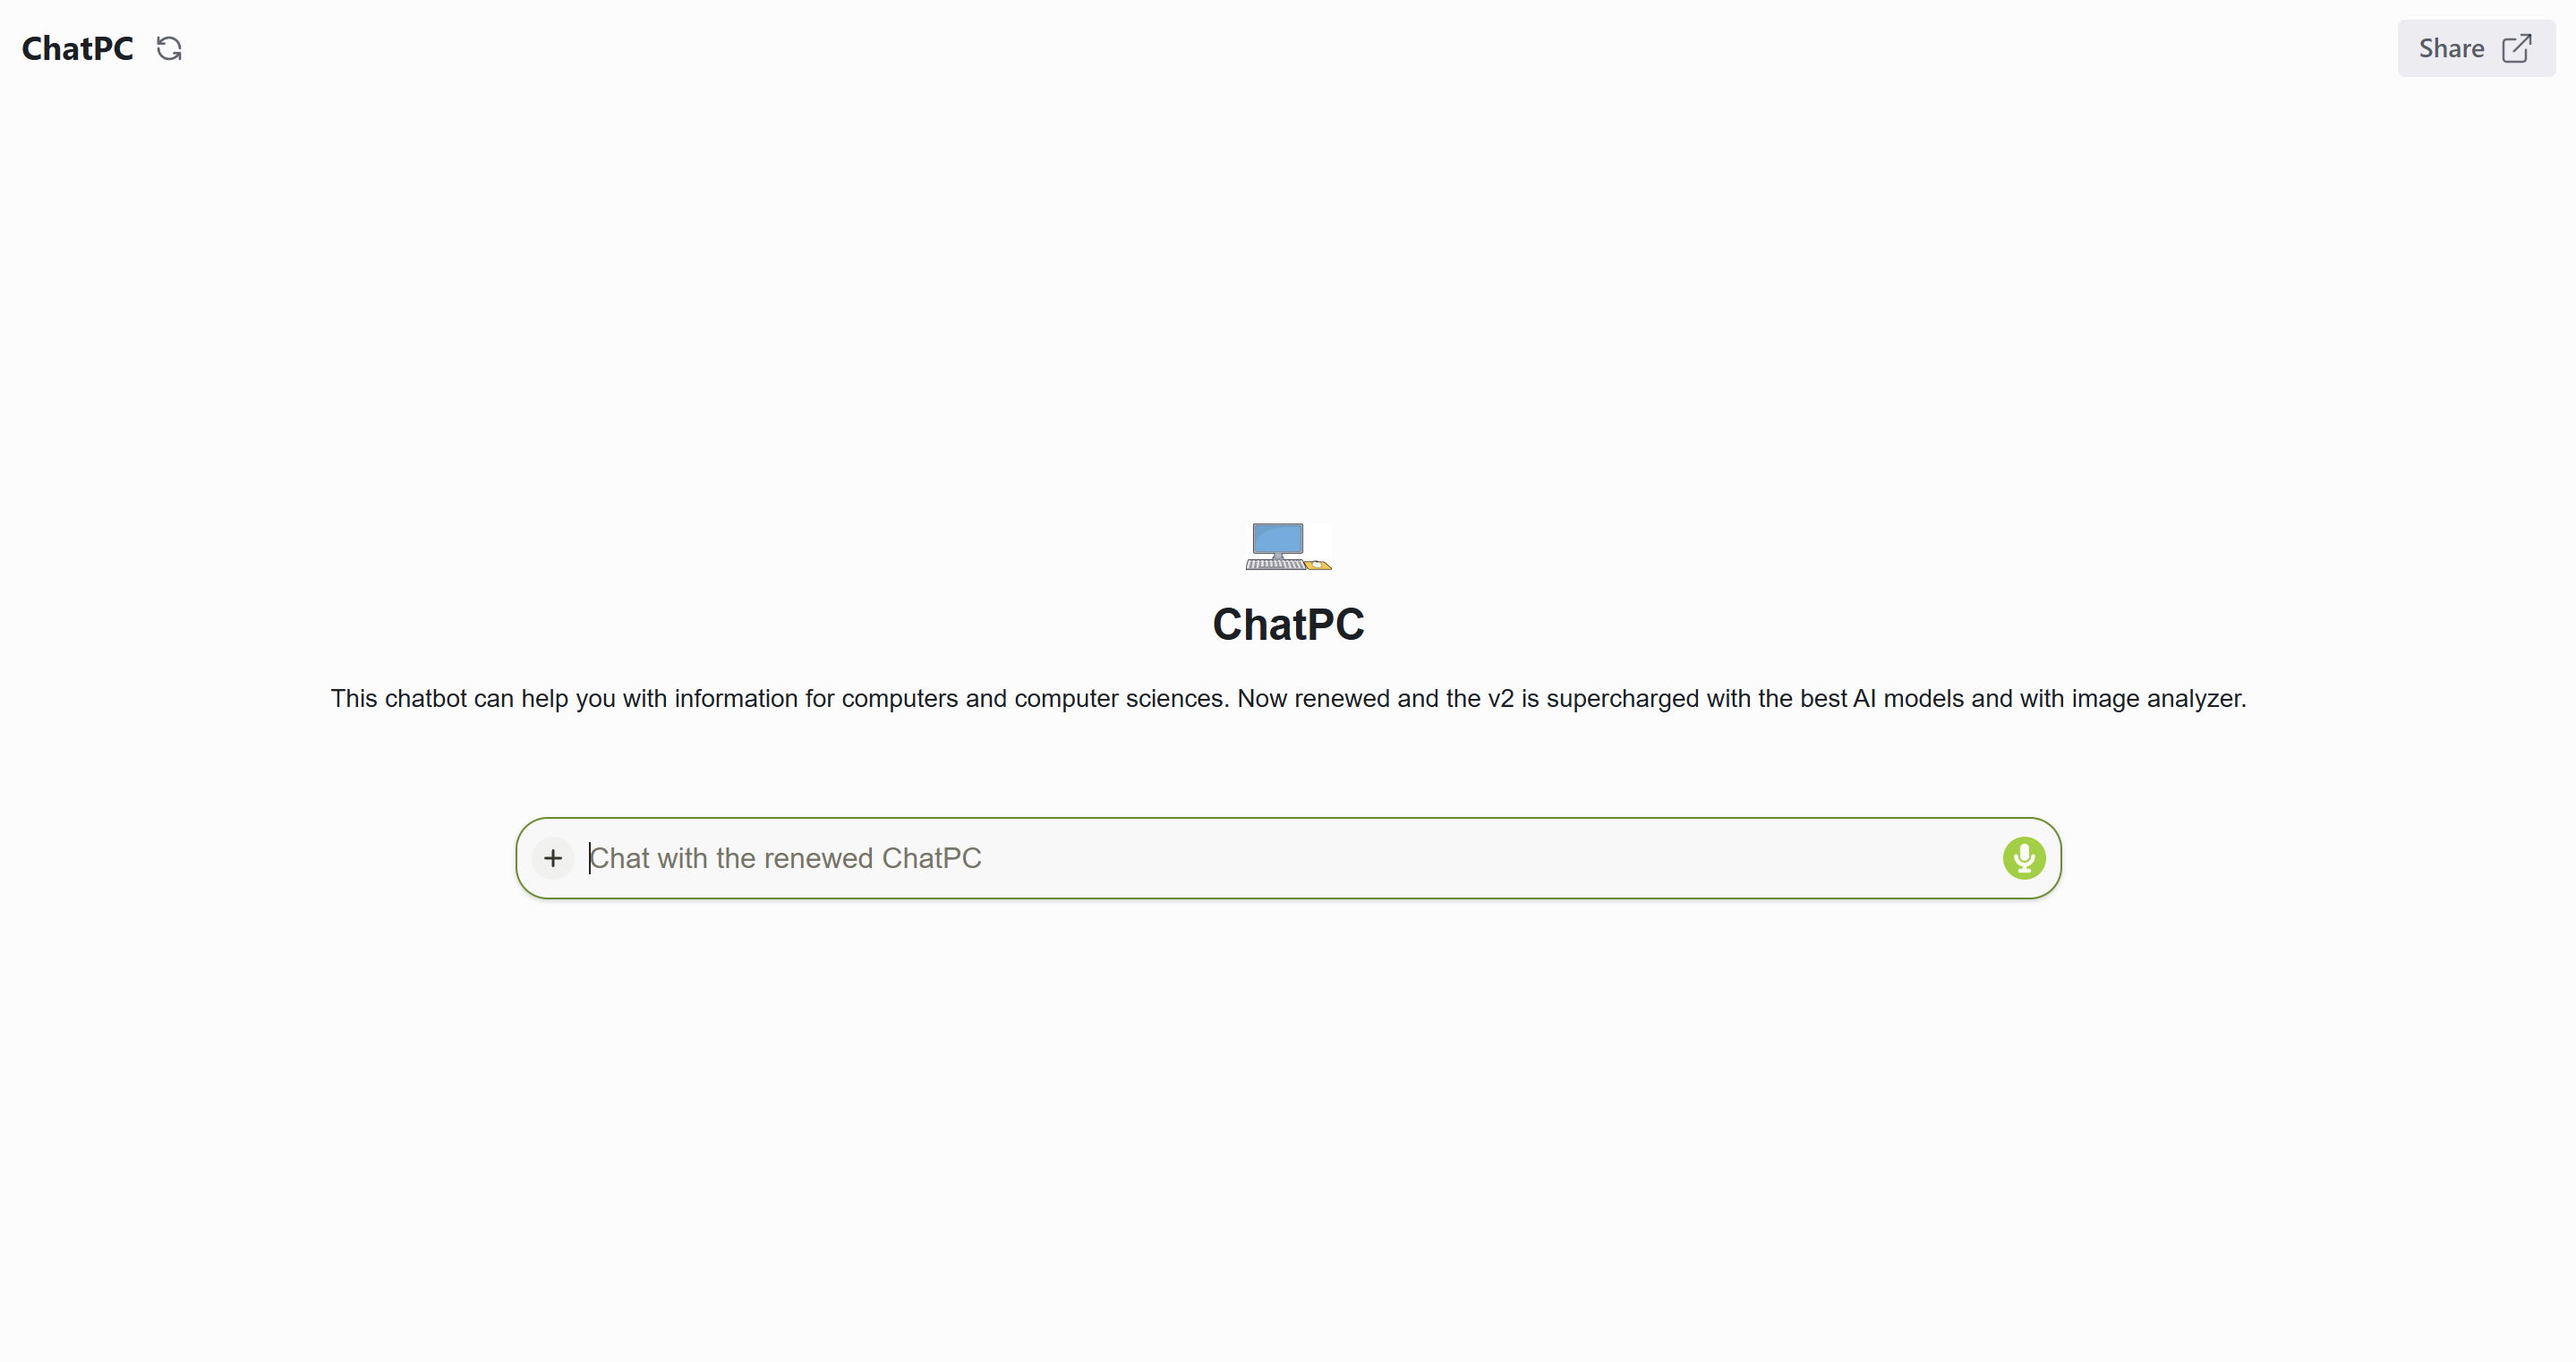 ChatPC
Share
ChatPC
This chatbot can help you with information for computers and computer sciences. Now renewed and the v2 is supercharged with the best AI models and with image analyzer.
Chat with the renewed ChatPC